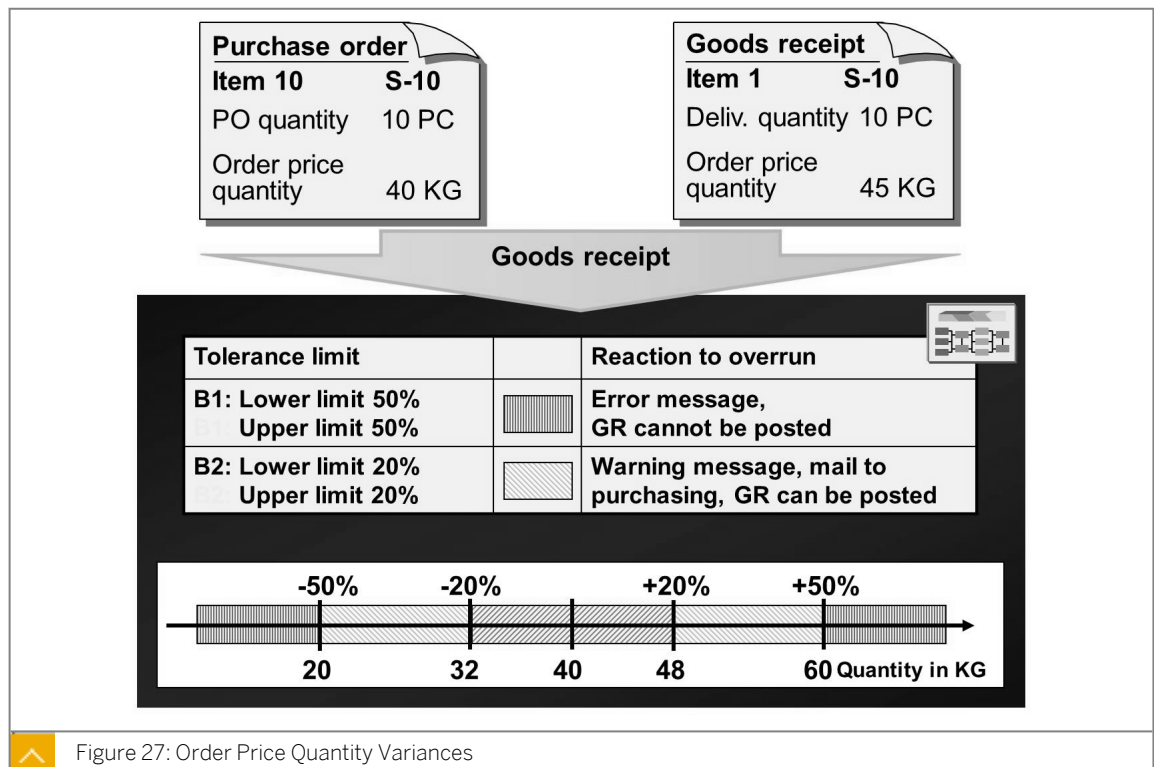 Purchase order
Item 10 S-10
PO quantity 10 PC
Order price
quantity 40 KG
Goods receipt
Item 1 S-10
Deliv. quantity 10 PC
Order price
quantity 45 KG
Goods receipt
Tolerance limit Reaction to overrun
B1: Lower limit 50% Error message,
B1: Upper limit 50% GR cannot be posted
B2: Lower limit 20% Warning message, mail to
B2: Upper limit 20% purchasing, GR can be posted
-50% -20% +20% +50%
20 32 40 48 60 Quantity in KG
Figure 27: Order Price Quantity Variances